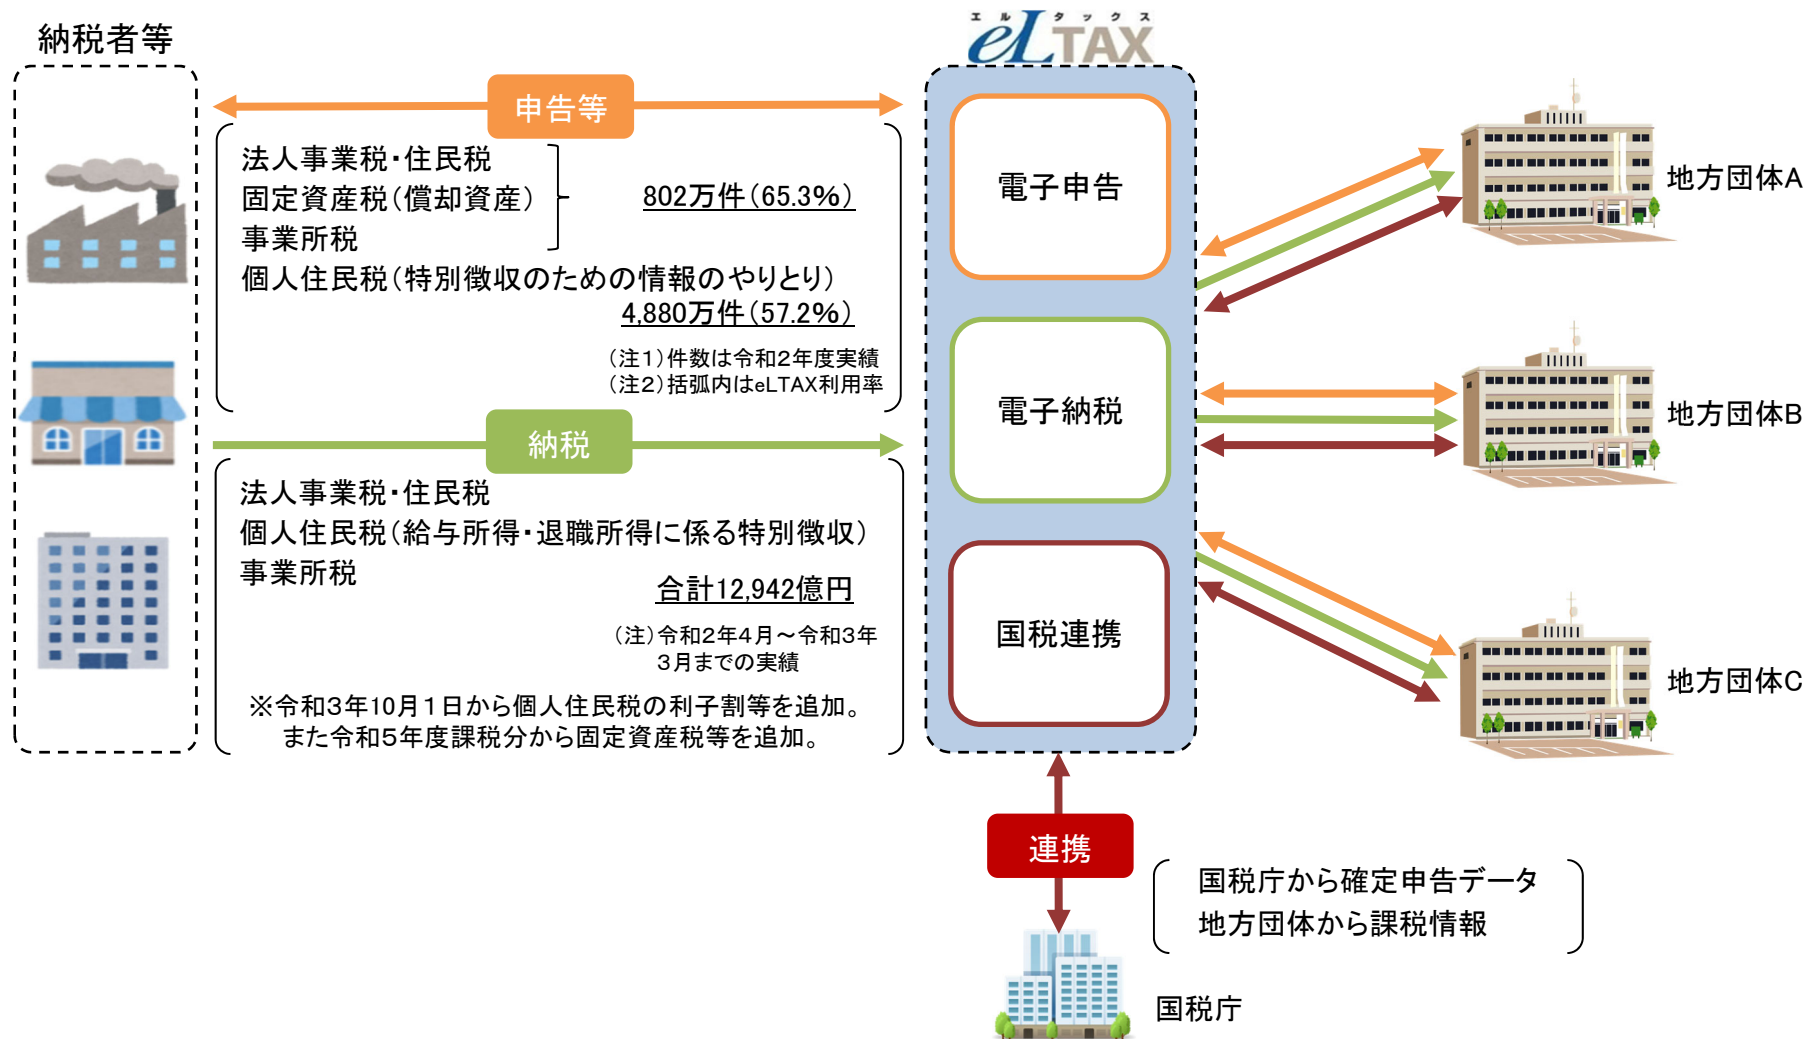 納税者等
エルタックス
eLTAX
申告等
法人事業税・住民税
固定資産税（償却資産）
事業所税
802万件（65.3%）
個人住民税（特別徴収のための情報のやりとり）
4,880万件（57.2%）
（注１）件数は令和２年度実績
（注２）括弧内はeLTAX利用率
納税
法人事業税・住民税
個人住民税（給与所得・退職所得に係る特別徴収）
事業所税
合計12,942億円
（注）令和２年４月～令和３年
３月までの実績
※令和３年10月１日から個人住民税の利子割等を追加。
また令和５年度課税分から固定資産税等を追加。
電子申告
電子納税
国税連携
地方団体A
地方団体B
地方団体C
連携
国税庁から確定申告データ
地方団体から課税情報
国税庁